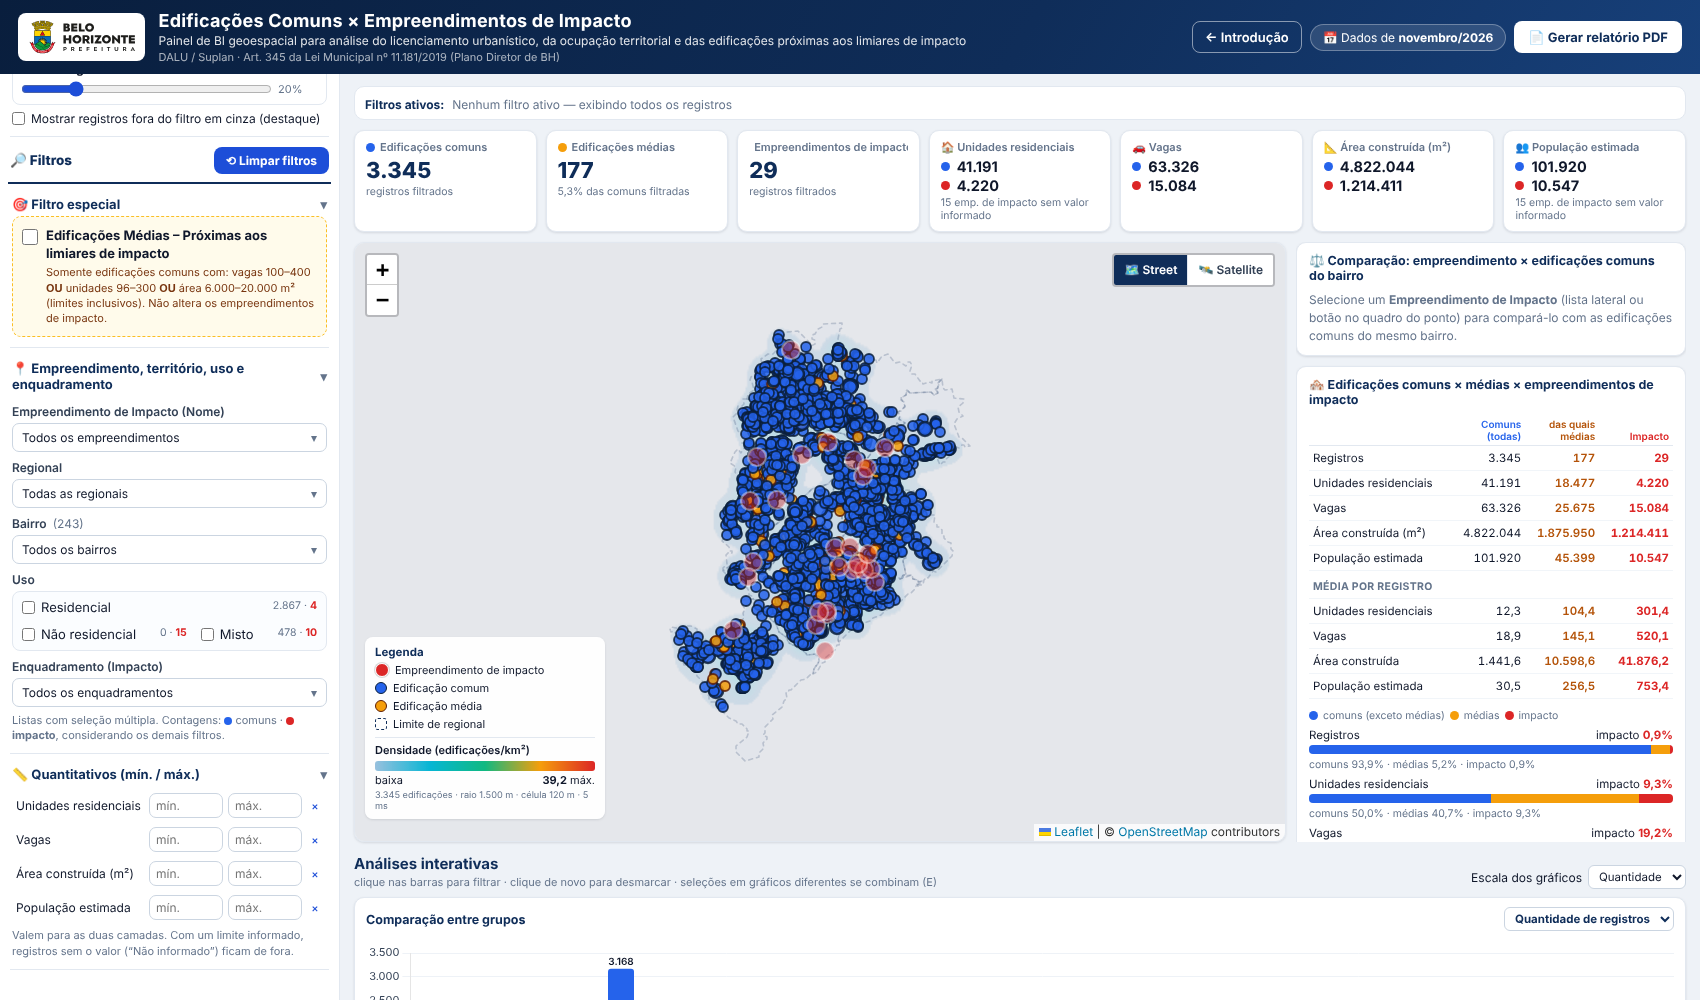 BELO
HORIZONTE
PREFEITURA
Edificações Comuns × Empreendimentos de Impacto
Painel de BI geoespacial para análise do licenciamento urbanístico, da ocupação territorial e das edificações próximas aos limiares de impacto
DALU / Suplan · Art. 345 da Lei Municipal nº 11.181/2019 (Plano Diretor de BH)
← Introdução
Dados de novembro/2026
Gerar relatório PDF
20%
Mostrar registros fora do filtro em cinza (destaque)
Filtros
⟲ Limpar filtros
Filtro especial
Edificações Médias – Próximas aos
limiares de impacto
Somente edificações comuns com: vagas 100–400
OU unidades 96–300 OU área 6.000–20.000 m²
(limites inclusivos). Não altera os empreendimentos
de impacto.
Empreendimento, território, uso e
enquadramento
Empreendimento de Impacto (Nome)
Todos os empreendimentos
Regional
Todas as regionais
Bairro (243)
Todos os bairros
Uso
Residencial 2.867 · 4
Não residencial 0 · 15 Misto 478 · 10
Enquadramento (Impacto)
Todos os enquadramentos
Listas com seleção múltipla. Contagens: comuns ·
impacto, considerando os demais filtros.
Quantitativos (mín. / máx.)
Unidades residenciais mín. máx. ×
Vagas mín. máx. ×
Área construída (m²) mín. máx. ×
População estimada mín. máx. ×
Valem para as duas camadas. Com um limite informado,
registros sem o valor (“Não informado”) ficam de fora.
Filtros ativos: Nenhum filtro ativo — exibindo todos os registros
Edificações comuns
3.345
registros filtrados
Edificações médias
177
5,3% das comuns filtradas
Empreendimentos de impacto
29
registros filtrados
Unidades residenciais
41.191
4.220
15 emp. de impacto sem valor
informado
Vagas
63.326
15.084
Área construída (m²)
4.822.044
1.214.411
População estimada
101.920
10.547
15 emp. de impacto sem valor
informado
+
−
Street
Satellite
Legenda
Empreendimento de impacto
Edificação comum
Edificação média
Limite de regional
Densidade (edificações/km²)
baixa 39,2 máx.
3.345 edificações · raio 1.500 m · célula 120 m · 5
ms
Leaflet | © OpenStreetMap contributors
Comparação: empreendimento × edificações comuns
do bairro
Selecione um Empreendimento de Impacto (lista lateral ou
botão no quadro do ponto) para compará-lo com as edificações
comuns do mesmo bairro.
Edificações comuns × médias × empreendimentos de
impacto
Comuns das quais
(todas) médias Impacto
Registros 3.345 177 29
Unidades residenciais 41.191 18.477 4.220
Vagas 63.326 25.675 15.084
Área construída (m²) 4.822.044 1.875.950 1.214.411
População estimada 101.920 45.399 10.547
MÉDIA POR REGISTRO
Unidades residenciais 12,3 104,4 301,4
Vagas 18,9 145,1 520,1
Área construída 1.441,6 10.598,6 41.876,2
População estimada 30,5 256,5 753,4
comuns (exceto médias) médias impacto
Registros impacto 0,9%
comuns 93,9% · médias 5,2% · impacto 0,9%
Unidades residenciais impacto 9,3%
comuns 50,0% · médias 40,7% · impacto 9,3%
Vagas impacto 19,2%
Análises interativas
clique nas barras para filtrar · clique de novo para desmarcar · seleções em gráficos diferentes se combinam (E)
Escala dos gráficos Quantidade
Comparação entre grupos
Quantidade de registros
3.500
3.168
3.000
2.500